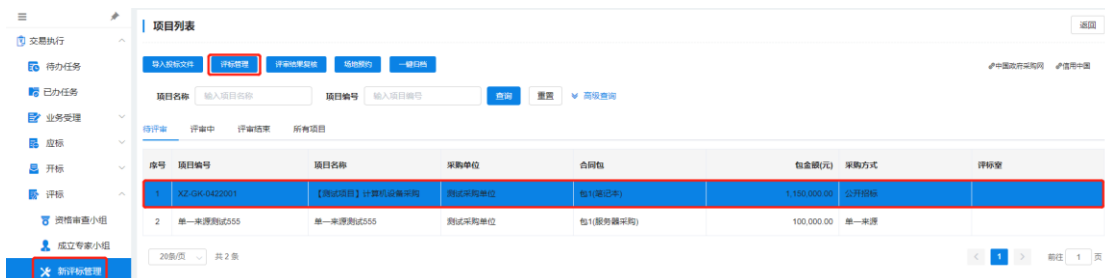 项目列表
返回
交易执行
待办任务
已办任务
业务受理
应标
开标
评标
资格审查小组
成立专家小组
新评标管理
导入投标文件 评标管理 评审结果复核 场地预约 一键归档
中国政府采购网 信用中国
项目名称 输入项目名称 项目编号 输入项目编号 查询 重置 高级查询
待评审 评审中 评审结果 所有项目
序号 项目编号 项目名称 采购单位 合同包 包金额(元) 采购方式 评标室
1 XZ-GK-0422001 【测试项目】计算机设备采购 测试采购单位 包1(笔记本) 1,150,000.00 公开招标
2 单一来源测试555 单一来源测试555 测试采购单位 包1(服务器采购) 100,000.00 单一来源
20条/页 共 2 条 1 前往 1 页